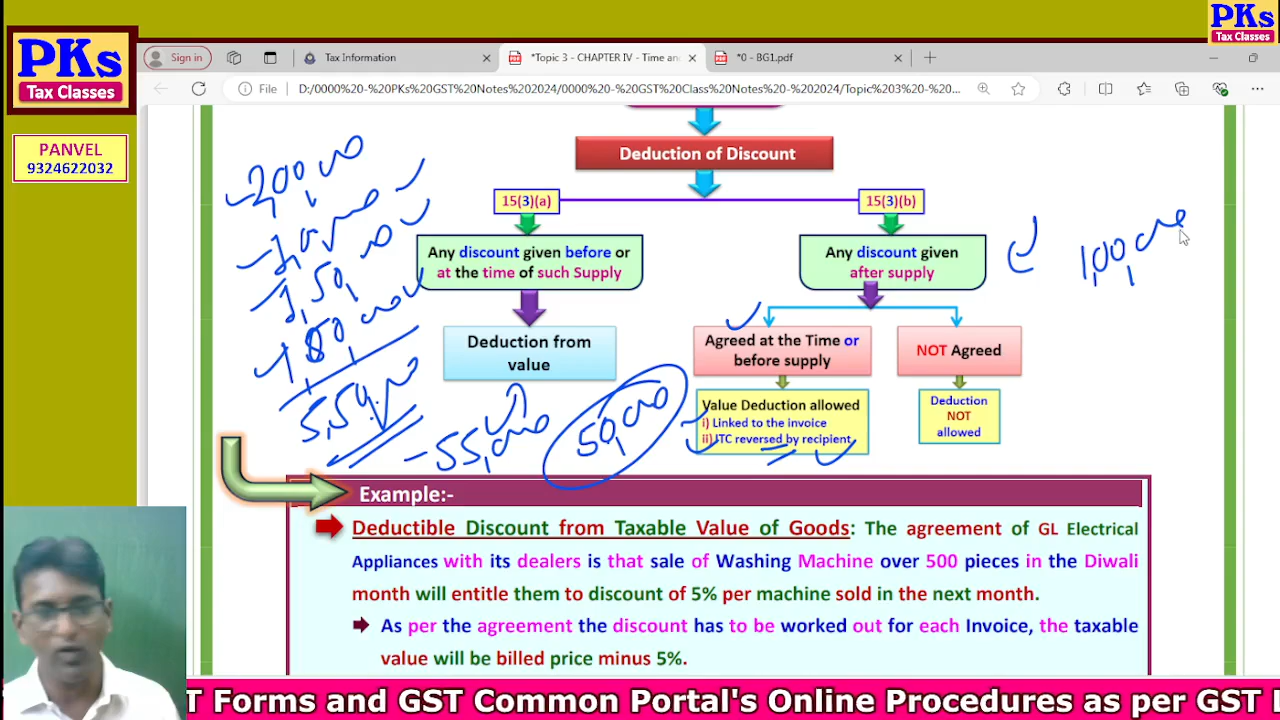 PKs
Tax Classes
PKs
Tax Classes
PANVEL
9324622032
Sign in
Tax Information
*Topic 3 - CHAPTER IV - Time an
*0 - BG1.pdf
File
D:/0000%20-%20PKs%20GST%20Notes%202024/0000%20-%20GST%20Class%20Notes%20-%202024/Topic%203%20-%20...
Deduction of Discount
15(3)(a)
15(3)(b)
Any discount given before or
at the time of such Supply
Any discount given
after supply
Deduction from
value
Agreed at the Time or
before supply
NOT Agreed
Value Deduction allowed
i) Linked to the invoice
ii) ITC reversed by recipient
Deduction
NOT
allowed
1,00,000
-55,000
50,000
Example:-
Deductible Discount from Taxable Value of Goods: The agreement of GL Electrical
Appliances with its dealers is that sale of Washing Machine over 500 pieces in the Diwali
month will entitle them to discount of 5% per machine sold in the next month.
As per the agreement the discount has to be worked out for each Invoice, the taxable
value will be billed price minus 5%.
T Forms and GST Common Portal's Online Procedures as per GST